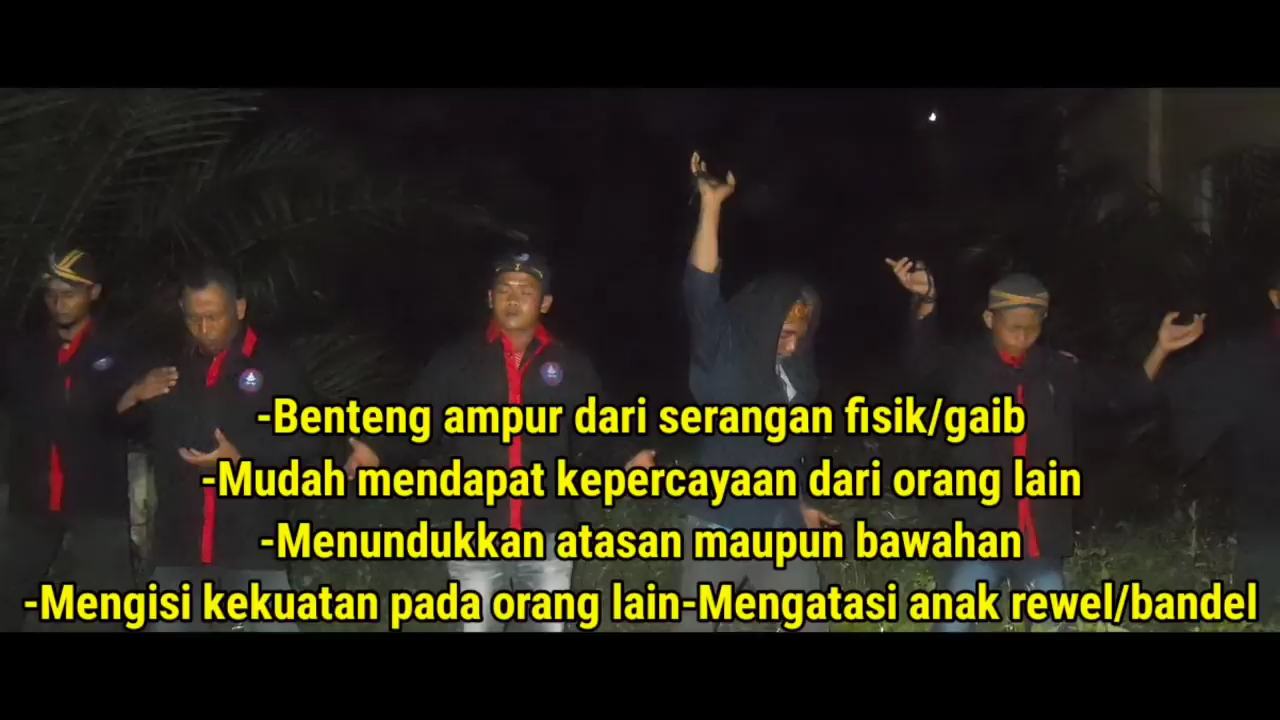 -Benteng ampur dari serangan fisik/gaib
-Mudah mendapat kepercayaan dari orang lain
-Menundukkan atasan maupun bawahan
-Mengisi kekuatan pada orang lain-Mengatasi anak rewel/bandel